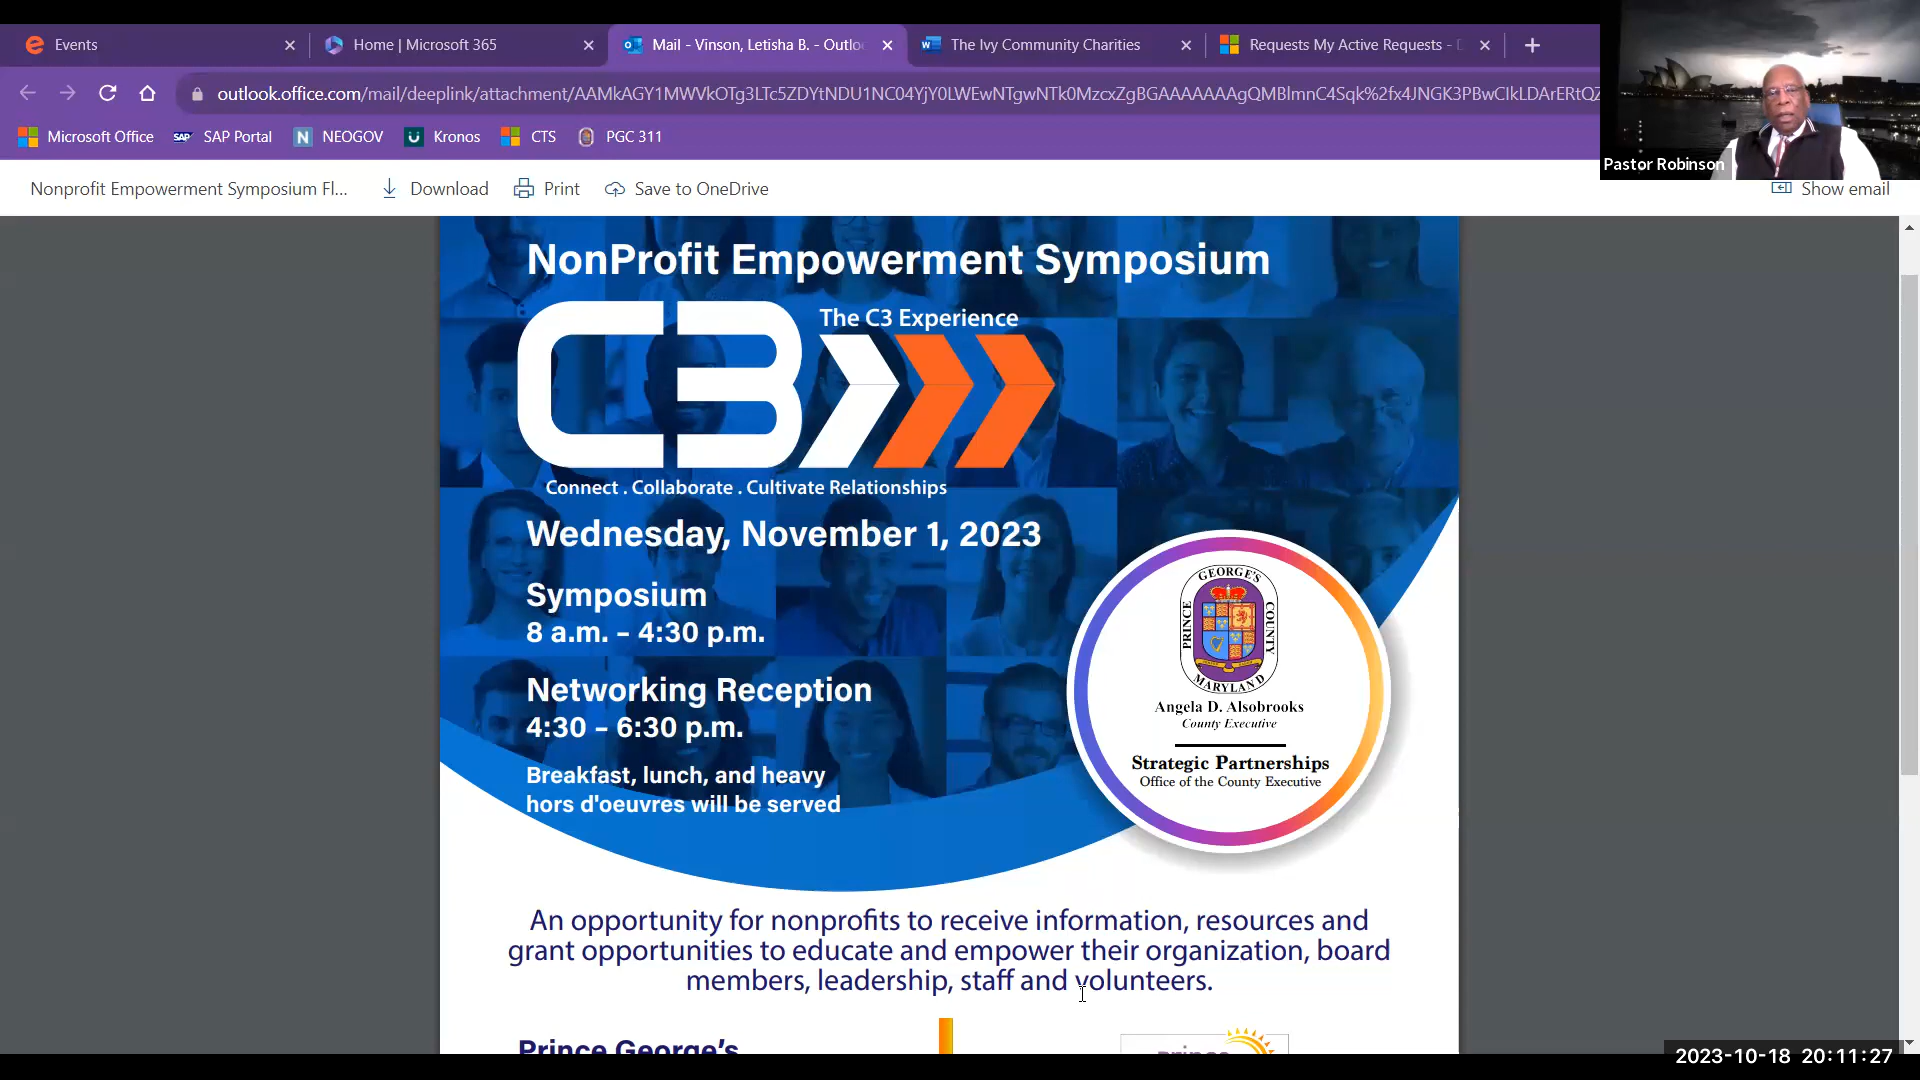 Events
Home | Microsoft 365
Mail - Vinson, Letisha B. - Outlo
The Ivy Community Charities
Requests My Active Requests - D
outlook.office.com/mail/deeplink/attachment/
Microsoft Office
SAP Portal
NEOGOV
Kronos
CTS
PGC 311
Pastor Robinson
Nonprofit Empowerment Symposium Fl...
Download
Print
Save to OneDrive
Show email
NonProfit Empowerment Symposium
The C3 Experience
C3
Connect . Collaborate . Cultivate Relationships
Wednesday, November 1, 2023
Symposium
8 a.m. – 4:30 p.m.
Networking Reception
4:30 – 6:30 p.m.
Breakfast, lunch, and heavy
hors d'oeuvres will be served
PRINCE GEORGE'S COUNTY
MARYLAND
Angela D. Alsobrooks
County Executive
Strategic Partnerships
Office of the County Executive
An opportunity for nonprofits to receive information, resources and
grant opportunities to educate and empower their organization, board
members, leadership, staff and volunteers.
Prince George's
2023-10-18 20:11:27